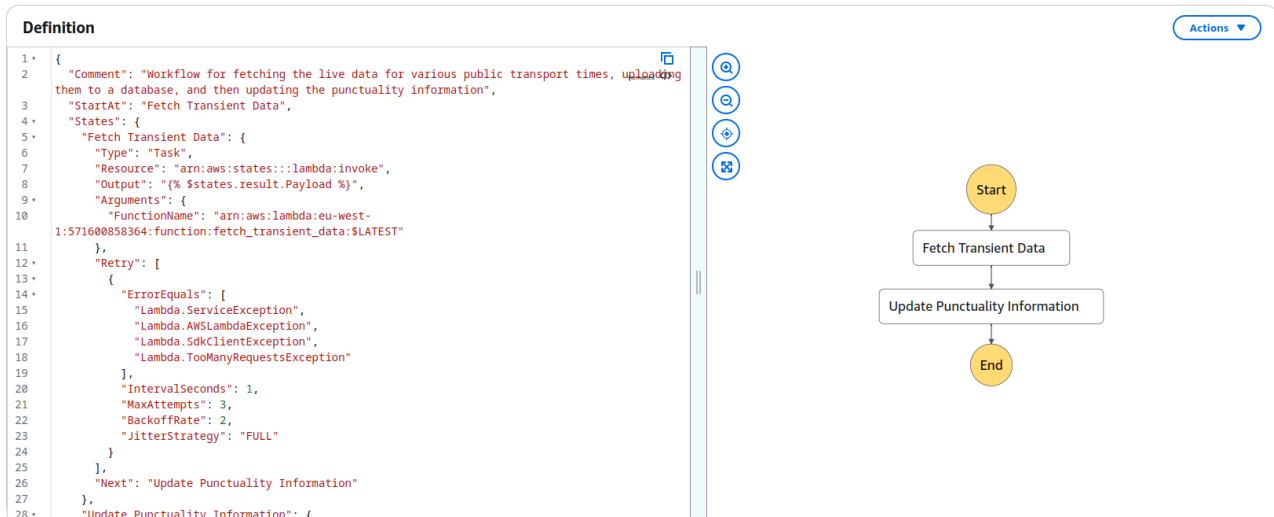 Definition
Actions
1 {
2 "Comment": "Workflow for fetching the live data for various public transport times, uploading
them to a database, and then updating the punctuality information",
3 "StartAt": "Fetch Transient Data",
4 "States": {
5 "Fetch Transient Data": {
6 "Type": "Task",
7 "Resource": "arn:aws:states:::lambda:invoke",
8 "Output": "{% $states.result.Payload %}",
9 "Arguments": {
10 "FunctionName": "arn:aws:lambda:eu-west-
1:571600858364:function:fetch_transient_data:$LATEST"
11 },
12 "Retry": [
13 {
14 "ErrorEquals": [
15 "Lambda.ServiceException",
16 "Lambda.AWSLambdaException",
17 "Lambda.SdkClientException",
18 "Lambda.TooManyRequestsException"
19 ],
20 "IntervalSeconds": 1,
21 "MaxAttempts": 3,
22 "BackoffRate": 2,
23 "JitterStrategy": "FULL"
24 }
25 ],
26 "Next": "Update Punctuality Information"
27 },
28 "Update Punctuality Information": {
Start
Fetch Transient Data
Update Punctuality Information
End